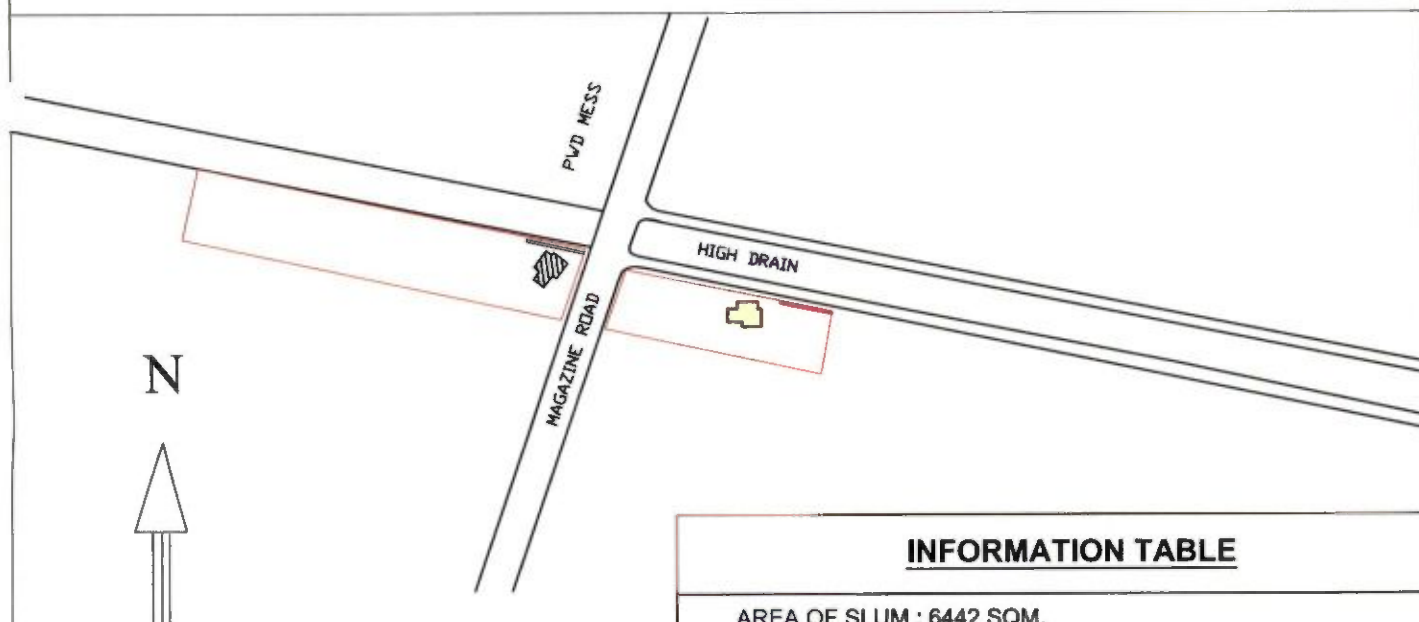 PWD MESS
HIGH DRAIN
MAGAZINE ROAD
N
INFORMATION TABLE
AREA OF SLUM : 6442 SQM.